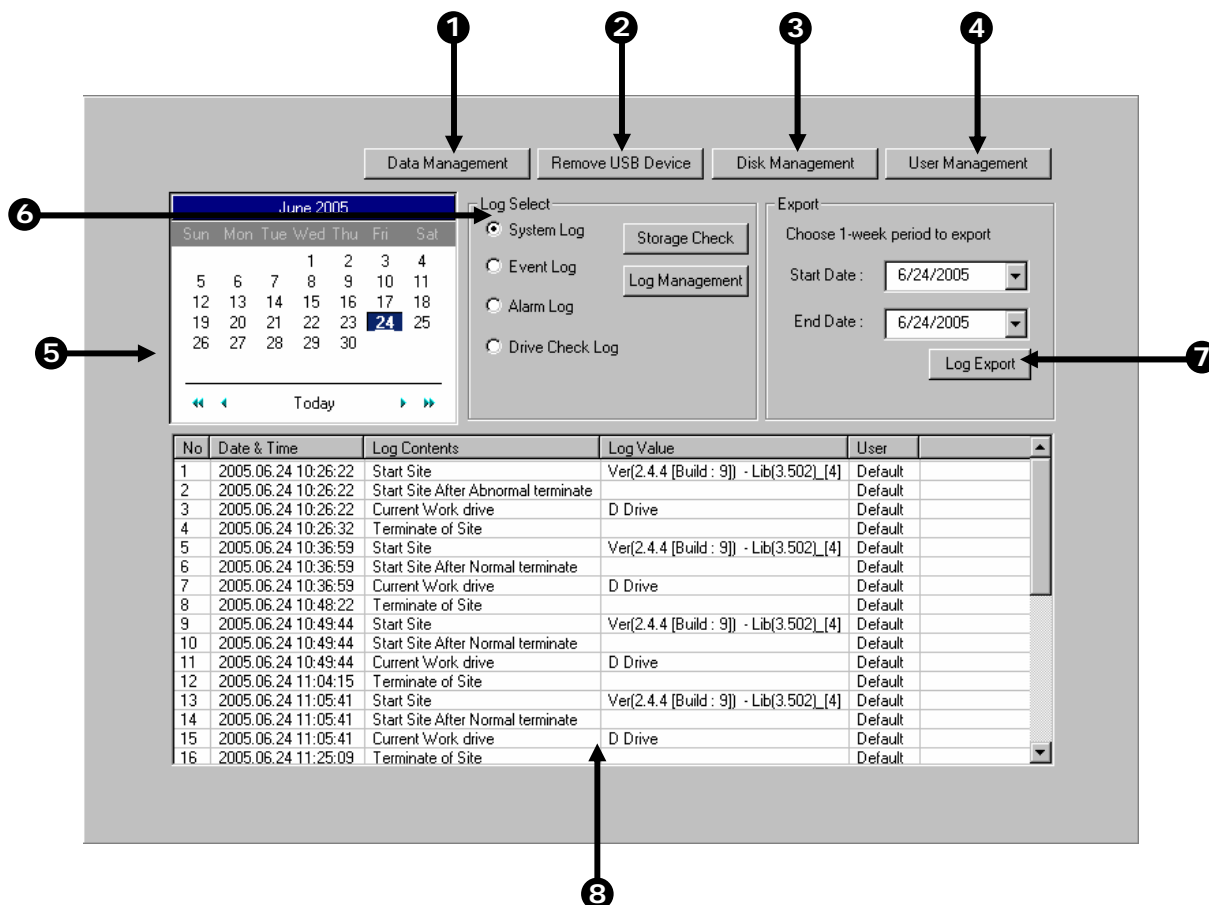 1 2 3 4
Data Management Remove USB Device Disk Management User Management
6
June 2005
Sun Mon Tue Wed Thu Fri Sat
1 2 3 4
5 6 7 8 9 10 11
12 13 14 15 16 17 18
19 20 21 22 23 24 25
26 27 28 29 30
Today
5
Log Select
System Log
Event Log
Alarm Log
Drive Check Log
Storage Check
Log Management
Export
Choose 1-week period to export
Start Date : 6/24/2005
End Date : 6/24/2005
Log Export
7
No Date & Time Log Contents Log Value User
1 2005.06.24 10:26:22 Start Site Ver(2.4.4 [Build : 9]) - Lib(3.502)_[4] Default
2 2005.06.24 10:26:22 Start Site After Abnormal terminate Default
3 2005.06.24 10:26:22 Current Work drive D Drive Default
4 2005.06.24 10:26:32 Terminate of Site Default
5 2005.06.24 10:36:59 Start Site Ver(2.4.4 [Build : 9]) - Lib(3.502)_[4] Default
6 2005.06.24 10:36:59 Start Site After Normal terminate Default
7 2005.06.24 10:36:59 Current Work drive D Drive Default
8 2005.06.24 10:48:22 Terminate of Site Default
9 2005.06.24 10:49:44 Start Site Ver(2.4.4 [Build : 9]) - Lib(3.502)_[4] Default
10 2005.06.24 10:49:44 Start Site After Normal terminate Default
11 2005.06.24 10:49:44 Current Work drive D Drive Default
12 2005.06.24 11:04:15 Terminate of Site Default
13 2005.06.24 11:05:41 Start Site Ver(2.4.4 [Build : 9]) - Lib(3.502)_[4] Default
14 2005.06.24 11:05:41 Start Site After Normal terminate Default
15 2005.06.24 11:05:41 Current Work drive D Drive Default
16 2005.06.24 11:25:09 Terminate of Site Default
8